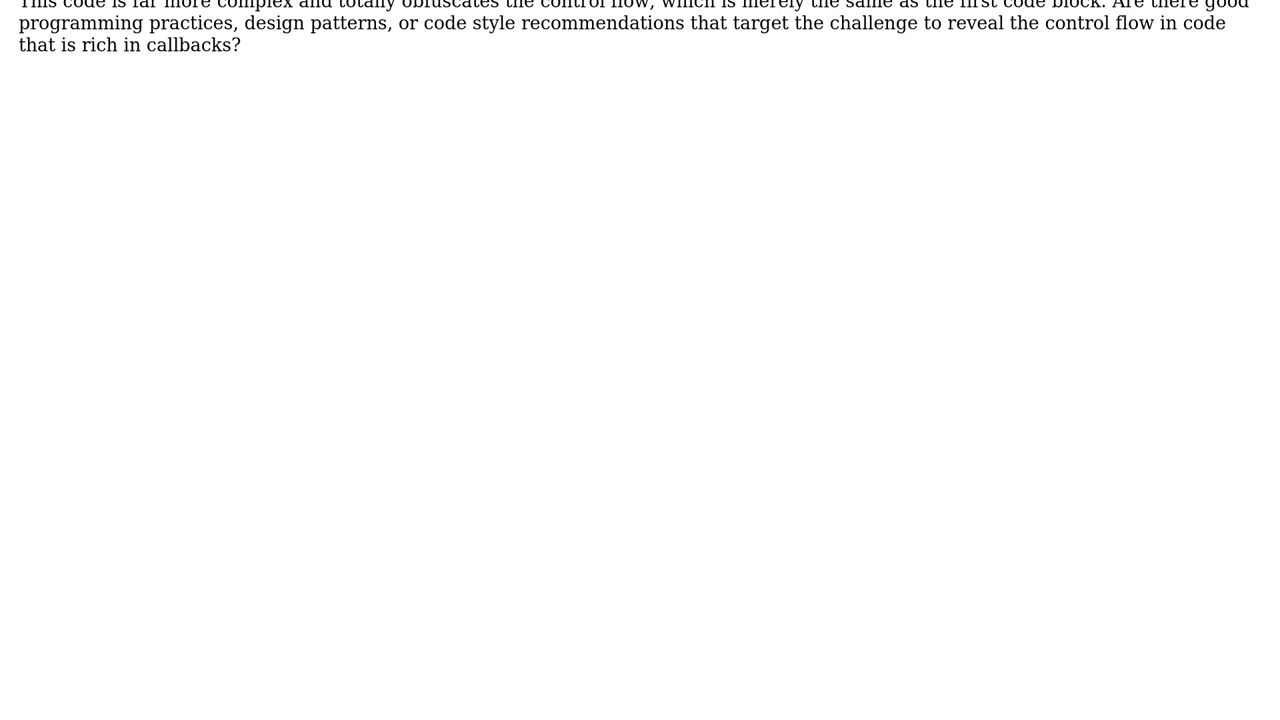 This code is far more complex and totally obfuscates the control flow, which is merely the same as the first code block. Are there good
programming practices, design patterns, or code style recommendations that target the challenge to reveal the control flow in code
that is rich in callbacks?